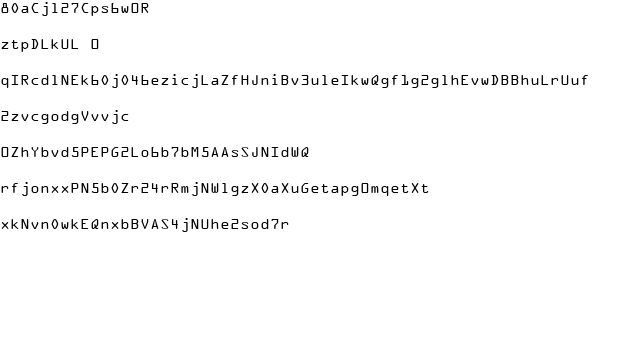 80aCjl27Cps6wOR
ztpDLkUL O
qIRcdlNEk60j046ezicjLaZfHJniBv3uleIkwQgf1g2glhEvwDBBhuLrUuf
2zvcgodgVvvjc
OZhYbvd5PEPG2Lo6b7bM5AAsSJNIdWQ
rfjonxxPN5b0Zr24rRmjNWlgzX0aXuGetapgOmqetXt
xkNvn0wkEQnxbBVAS4jNUhe2sod7r